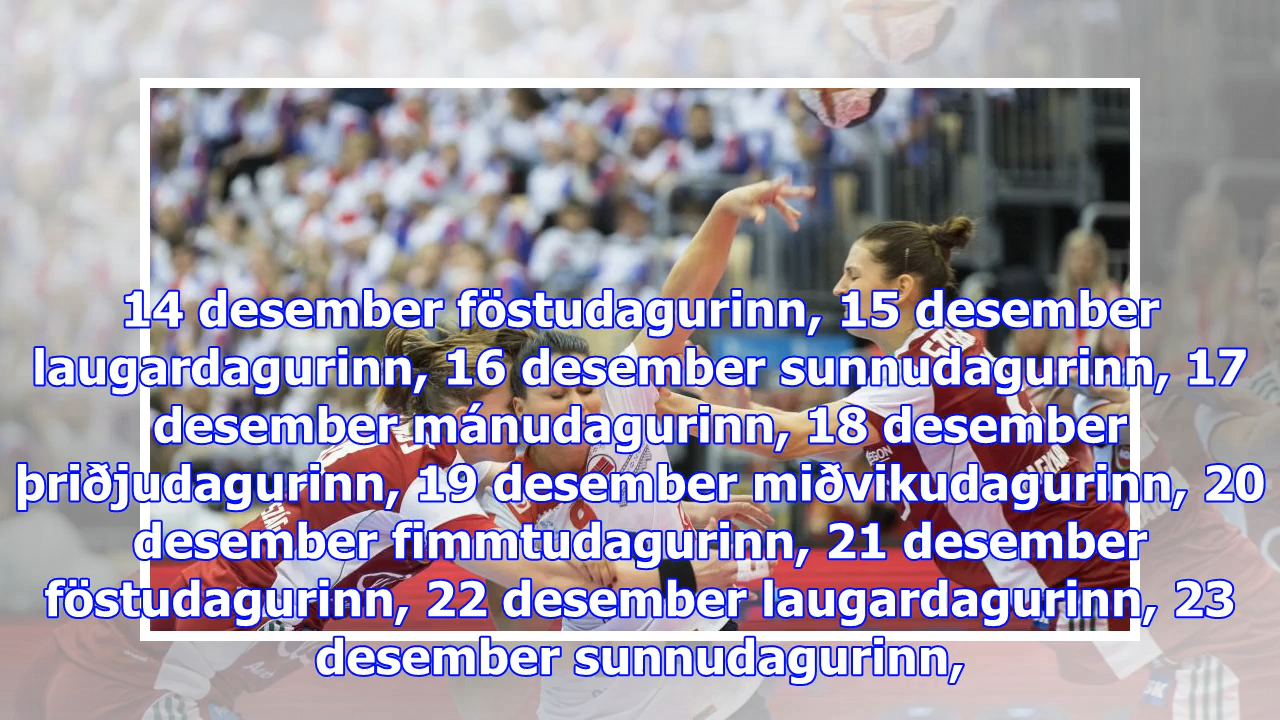 14 desember föstudagurinn, 15 desember
laugardagurinn, 16 desember sunnudagurinn, 17
desember mánudagurinn, 18 desember
þriðjudagurinn, 19 desember miðvikudagurinn, 20
desember fimmtudagurinn, 21 desember
föstudagurinn, 22 desember laugardagurinn, 23
desember sunnudagurinn,